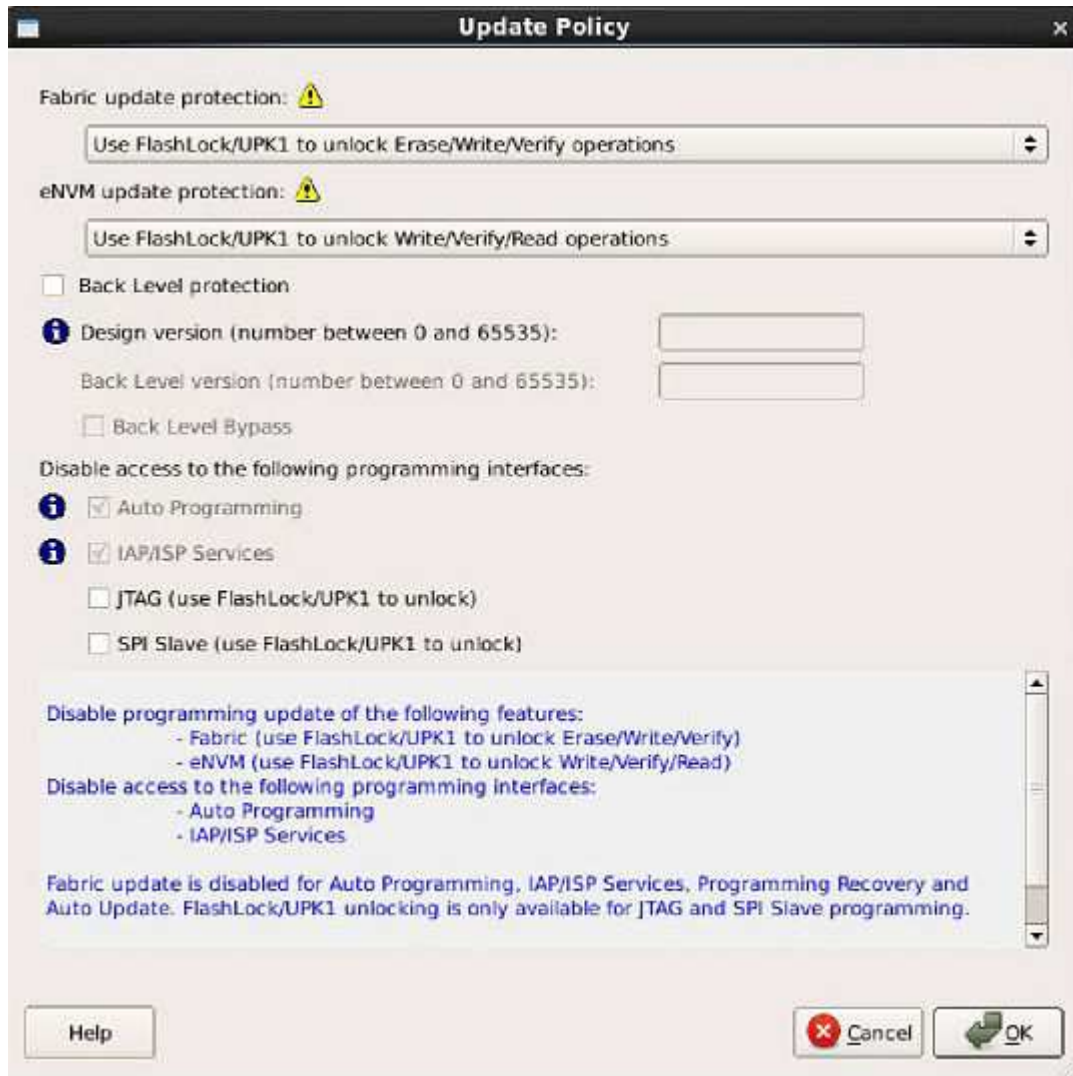 Update Policy
Fabric update protection:
Use FlashLock/UPK1 to unlock Erase/Write/Verify operations
eNVM update protection:
Use FlashLock/UPK1 to unlock Write/Verify/Read operations
Back Level protection
Design version (number between 0 and 65535):
Back Level version (number between 0 and 65535):
Back Level Bypass
Disable access to the following programming interfaces:
Auto Programming
IAP/ISP Services
JTAG (use FlashLock/UPK1 to unlock)
SPI Slave (use FlashLock/UPK1 to unlock)
Disable programming update of the following features:
- Fabric (use FlashLock/UPK1 to unlock Erase/Write/Verify)
- eNVM (use FlashLock/UPK1 to unlock Write/Verify/Read)
Disable access to the following programming interfaces:
- Auto Programming
- IAP/ISP Services
Fabric update is disabled for Auto Programming, IAP/ISP Services, Programming Recovery and
Auto Update. FlashLock/UPK1 unlocking is only available for JTAG and SPI Slave programming.
Help
Cancel
OK